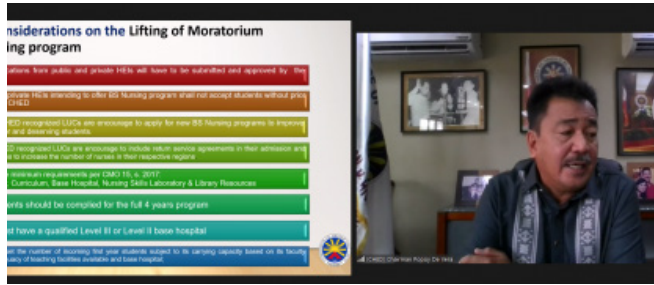 nsiderations on the Lifting of Moratorium
ing program
ations from public and private HEIs will have to be submitted and approved by the
private HEIs intending to offer BS Nursing program shall not accept students without prior
CHED
ED recognized LUCs are encourage to apply for new BS Nursing programs to improve
r and deserving students.
D recognized LUCs are encourage to include return service agreements in their admission and
s to increase the number of nurses in their respective regions
minimum requirements per CMO 15, s. 2017:
Curriculum, Base Hospital, Nursing Skills Laboratory & Library Resources
ents should be complied for the full 4 years program
st have a qualified Level III or Level II base hospital
the number of incoming first year students subject to its carrying capacity based on its faculty
uacy of teaching facilities available and base hospital.
(CHED) Chairman Popoy De Vera